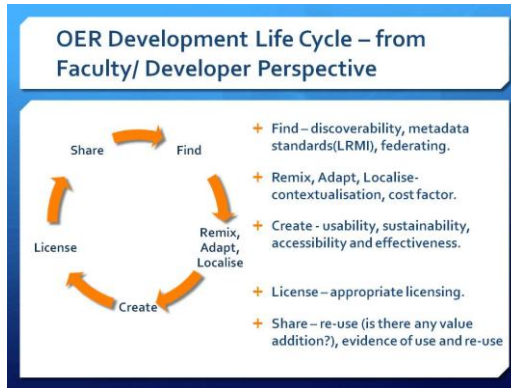 OER Development Life Cycle – from
Faculty/ Developer Perspective
Share
Find
License
Remix,
Adapt,
Localise
Create
+ Find – discoverability, metadata
standards(LRMI), federating.
+ Remix, Adapt, Localise-
contextualisation, cost factor.
+ Create - usability, sustainability,
accessibility and effectiveness.
+ License – appropriate licensing.
+ Share – re-use (is there any value
addition?), evidence of use and re-use